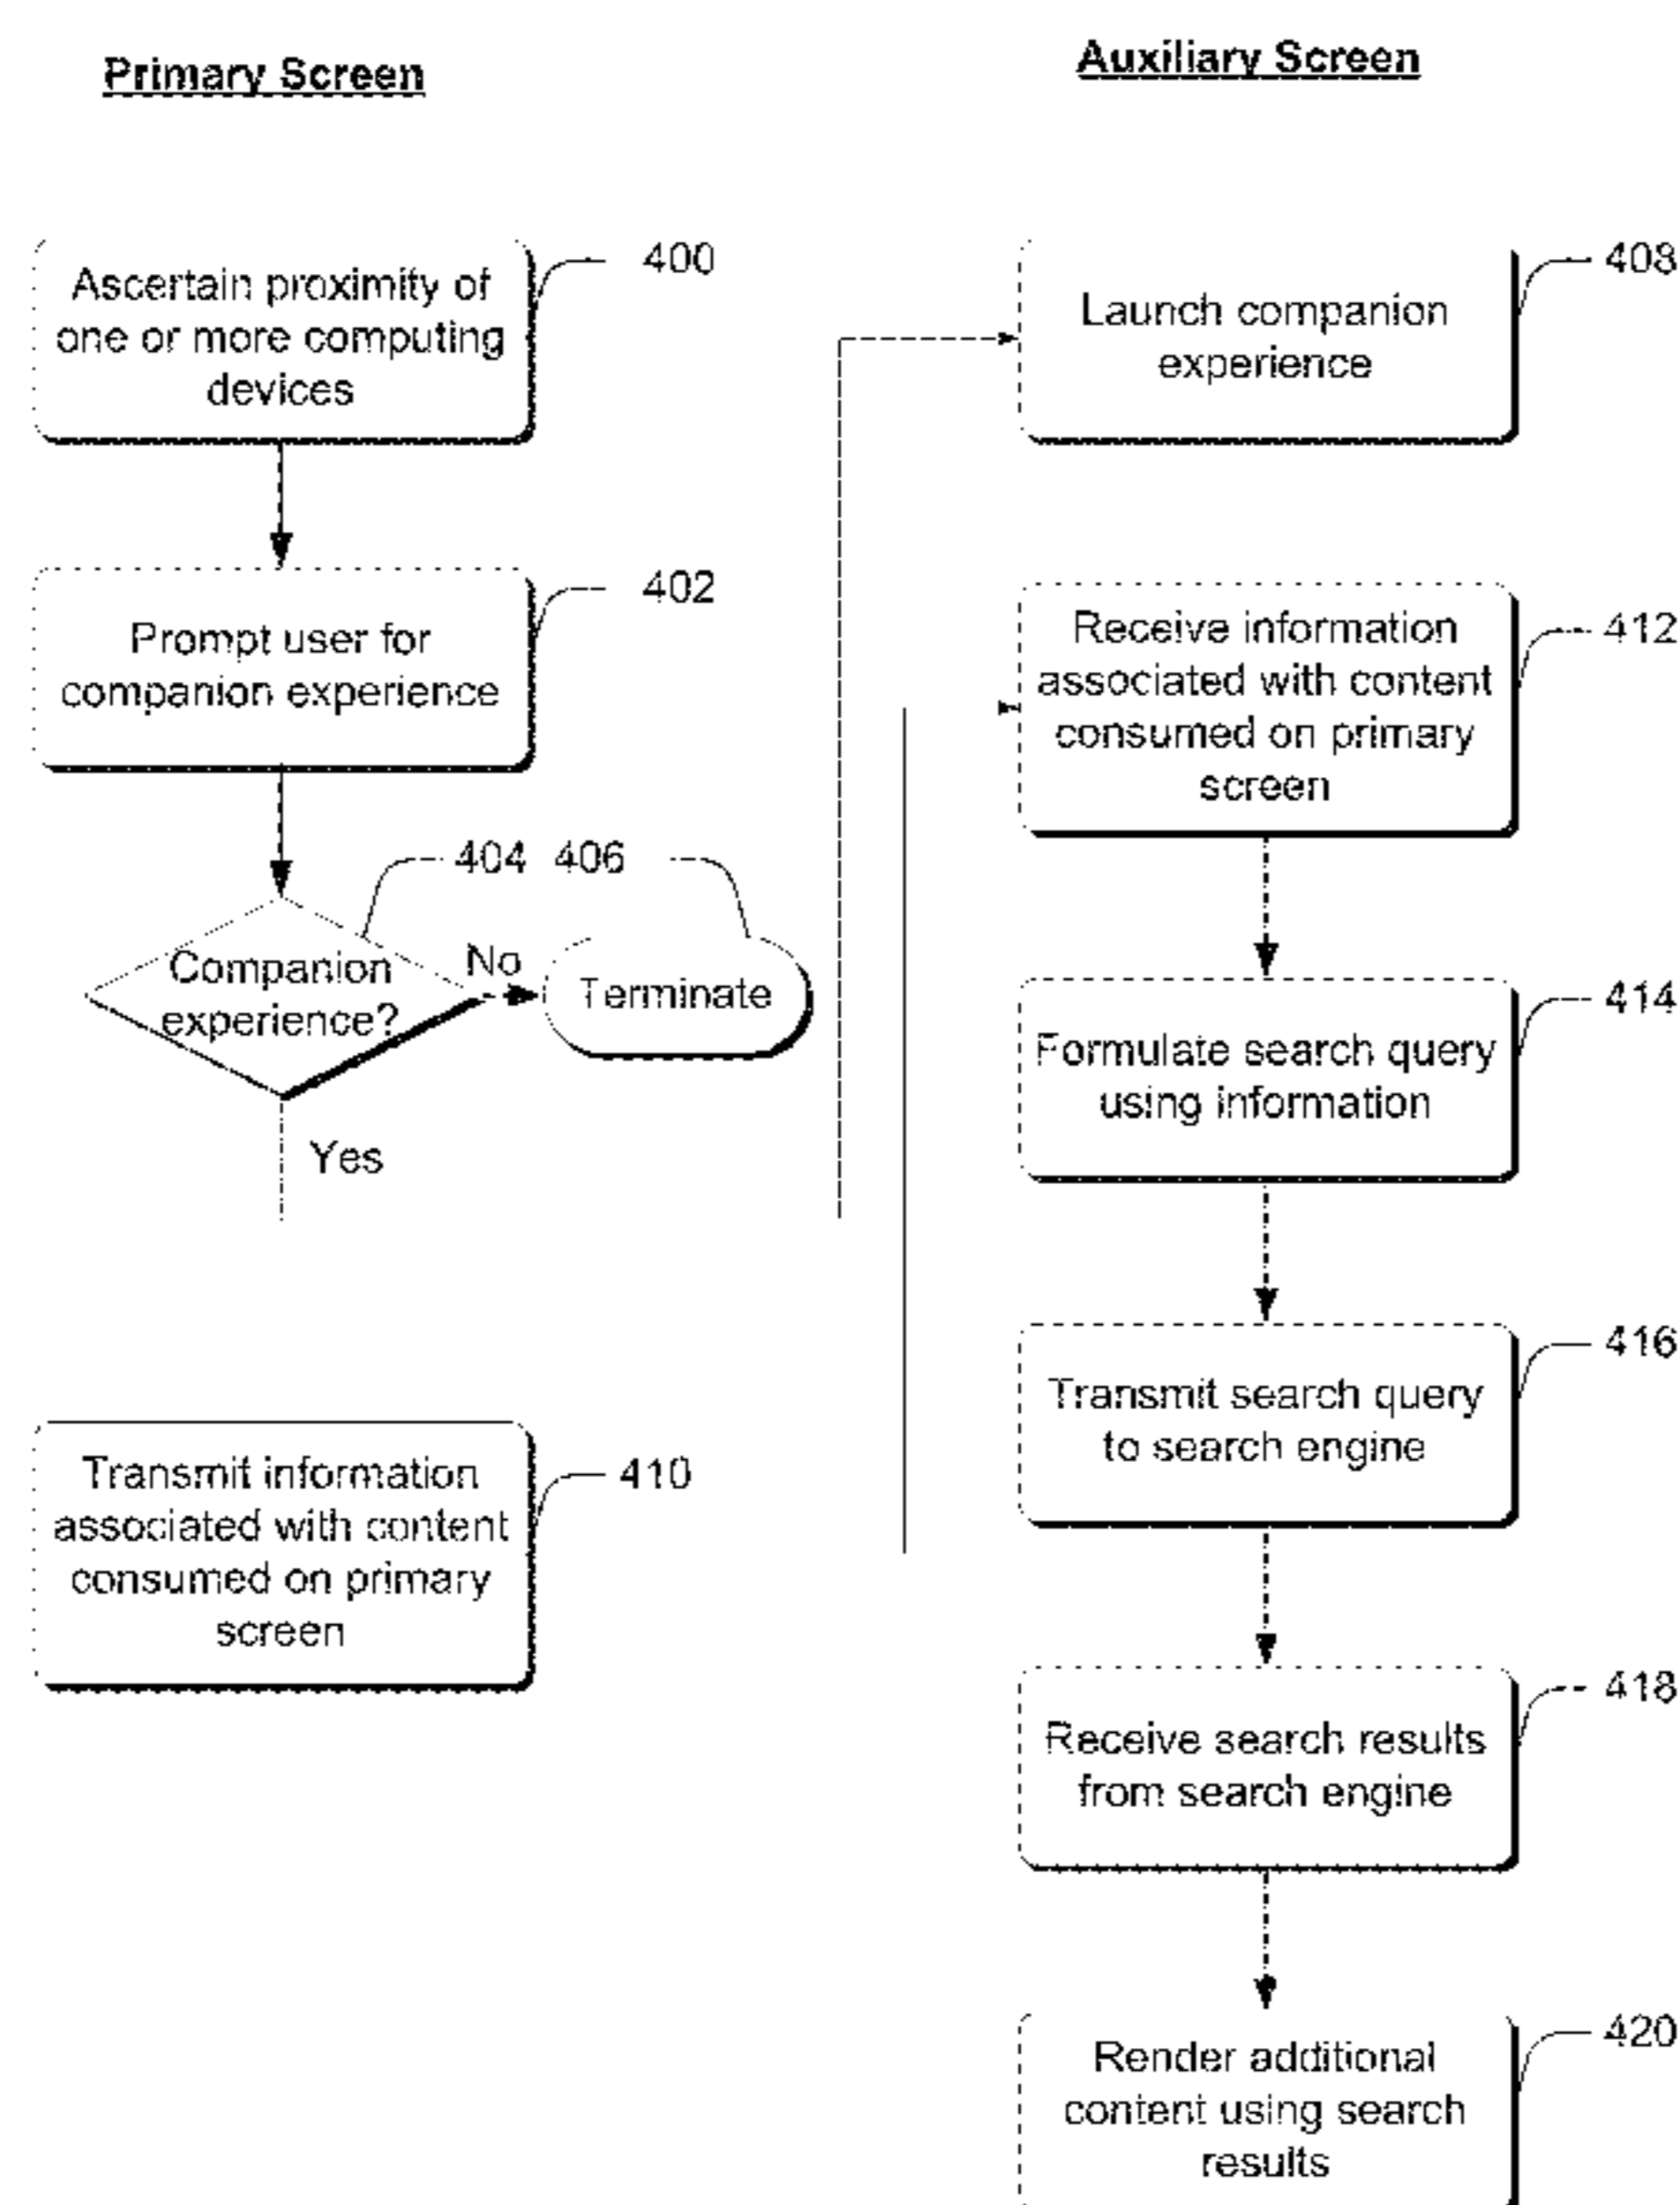 Primary Screen
Ascertain proximity of
one or more computing
devices
400
Prompt user for
companion experience
402
404 406
Companion
experience?
No
Terminate
Yes
Transmit information
associated with content
consumed on primary
screen
410
Auxiliary Screen
Launch companion
experience
408
Receive information
associated with content
consumed on primary
screen
412
Formulate search query
using information
414
Transmit search query
to search engine
416
Receive search results
from search engine
418
Render additional
content using search
results
420